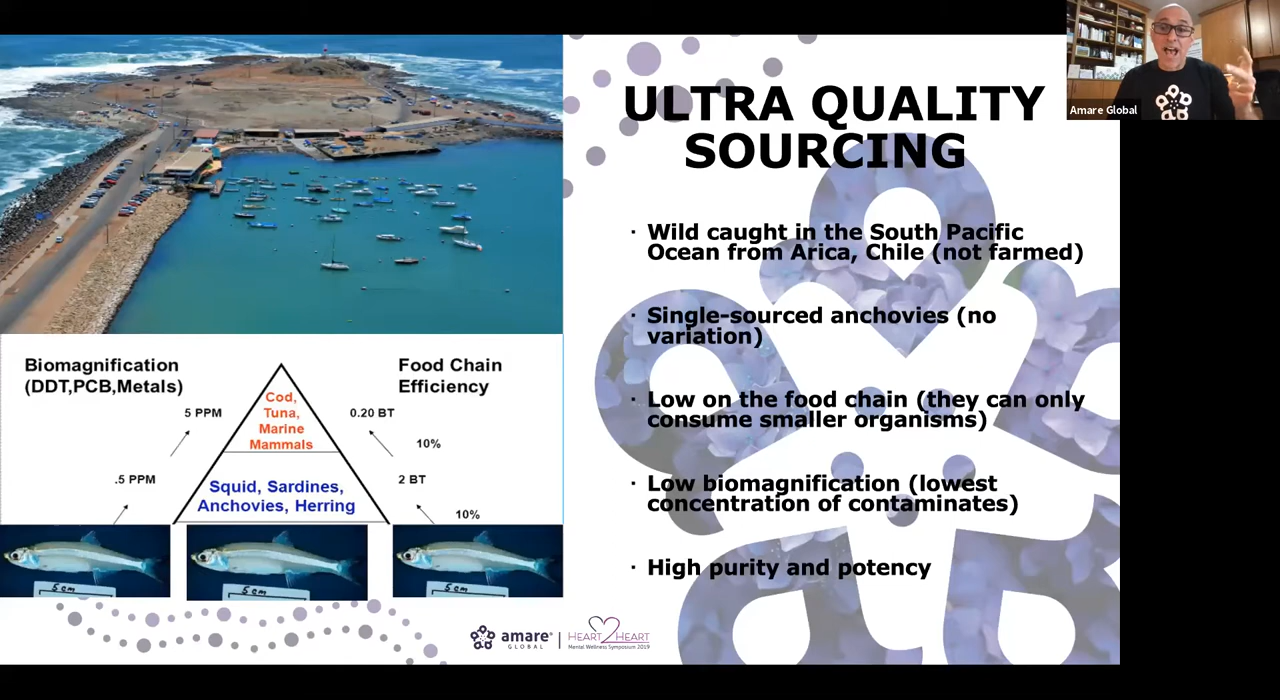 Amare Global
ULTRA QUALITY
SOURCING
· Wild caught in the South Pacific
Ocean from Arica, Chile (not farmed)
· Single-sourced anchovies (no
variation)
· Low on the food chain (they can only
consume smaller organisms)
· Low biomagnification (lowest
concentration of contaminates)
· High purity and potency
Biomagnification
(DDT,PCB,Metals)
Food Chain
Efficiency
5 PPM
Cod,
Tuna,
Marine
Mammals
0.20 BT
10%
.5 PPM
Squid, Sardines,
Anchovies, Herring
2 BT
10%
5 cm
5 cm
5 cm
amare®
GLOBAL
HEART2HEART
Mental Wellness Symposium 2019